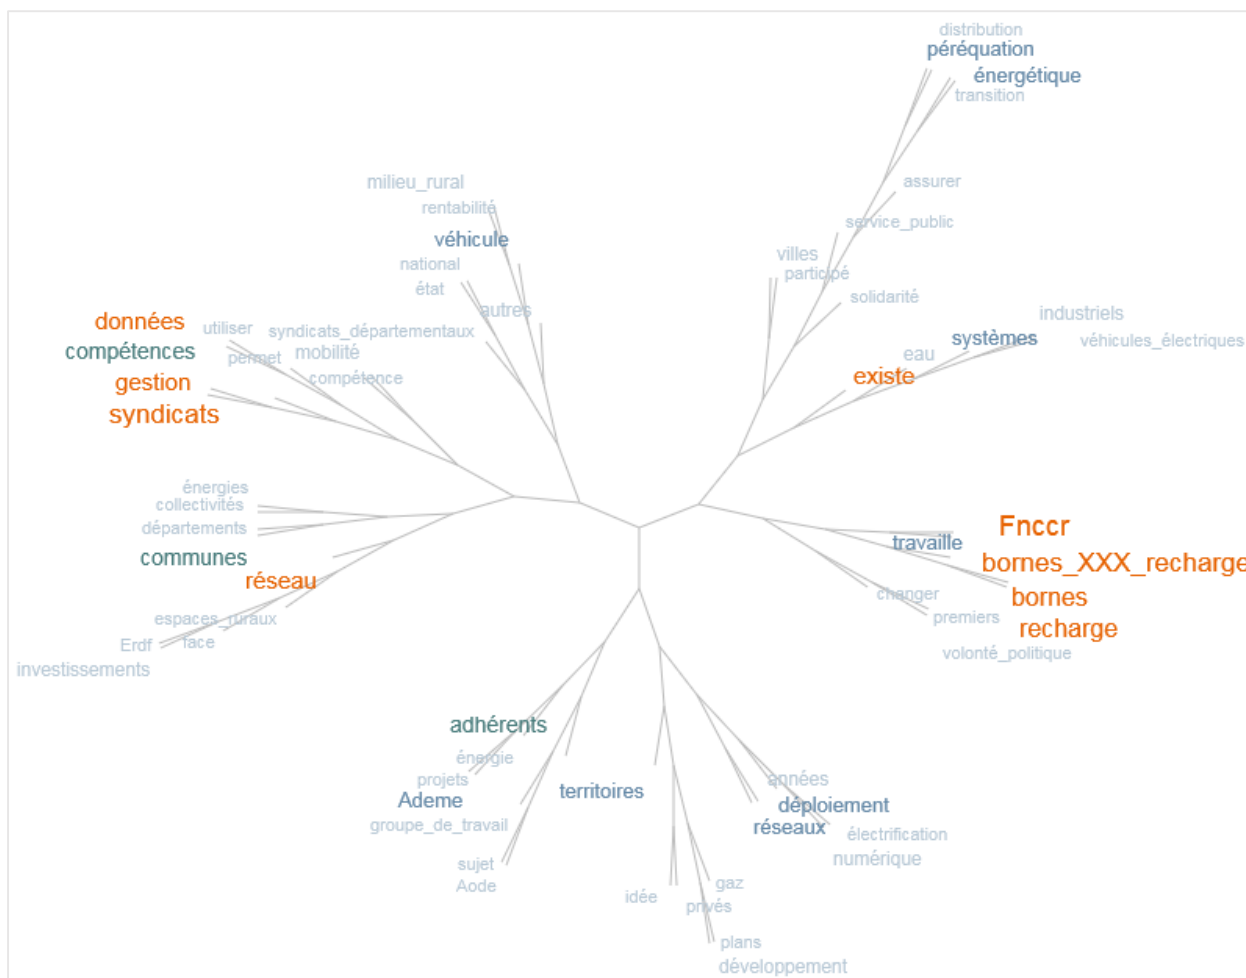 distribution
péréquation
énergétique
transition
milieu_rural
assurer
rentabilité
service_public
véhicule
villes
national
participé
état
solidarité
autres
industriels
données
utiliser
syndicats_départementaux
systèmes
véhicules_électriques
compétences
permet
mobilité
eau
gestion
compétence
existe
syndicats
énergies
collectivités
départements
Fnccr
travaille
communes
bornes_XXX_recharge
réseau
changer
bornes
espaces_ruraux
premiers
recharge
Erdf
face
volonté_politique
investissements
adhérents
énergie
projets
années
Ademe
territoires
déploiement
groupe_de_travail
réseaux
électrification
numérique
sujet
Aode
idée
gaz
privés
plans
développement